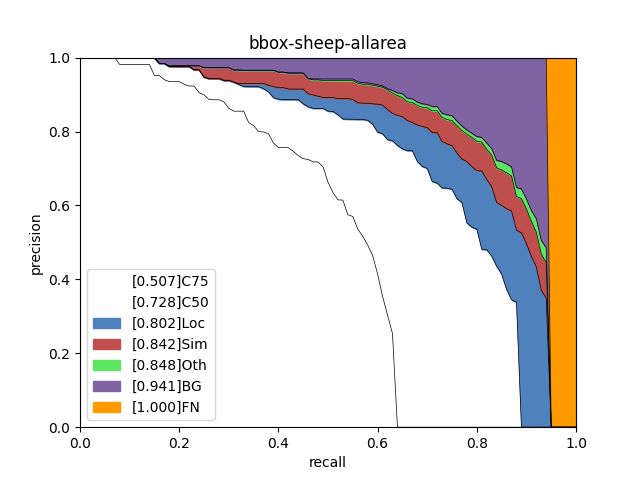 bbox-sheep-allarea
1.0
0.8
0.6
0.4
0.2
0.0
precision
[0.507]C75
[0.728]C50
[0.802]Loc
[0.842]Sim
[0.848]Oth
[0.941]BG
[1.000]FN
0.0 0.2 0.4 0.6 0.8 1.0
recall